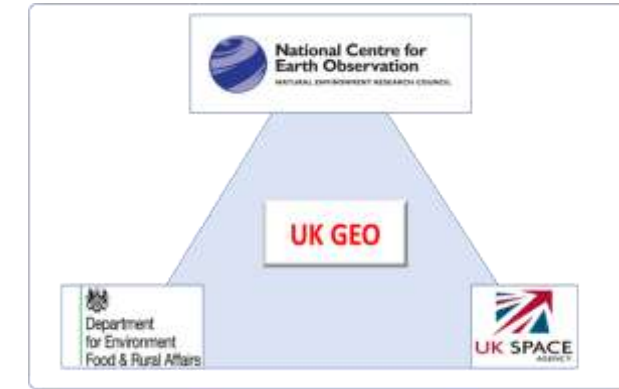 National Centre for
Earth Observation
NATURAL ENVIRONMENT RESEARCH COUNCIL
UK GEO
Department
for Environment
Food & Rural Affairs
UK SPACE
AGENCY